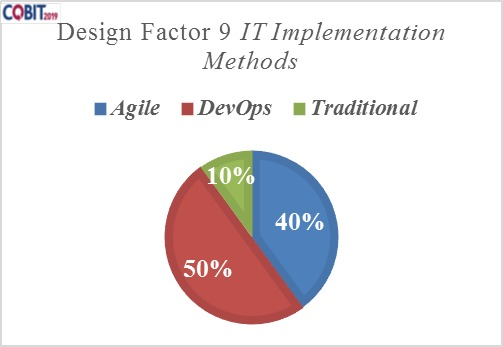 COBIT 2019
Design Factor 9 IT Implementation
Methods
Agile DevOps Traditional
10%
40%
50%